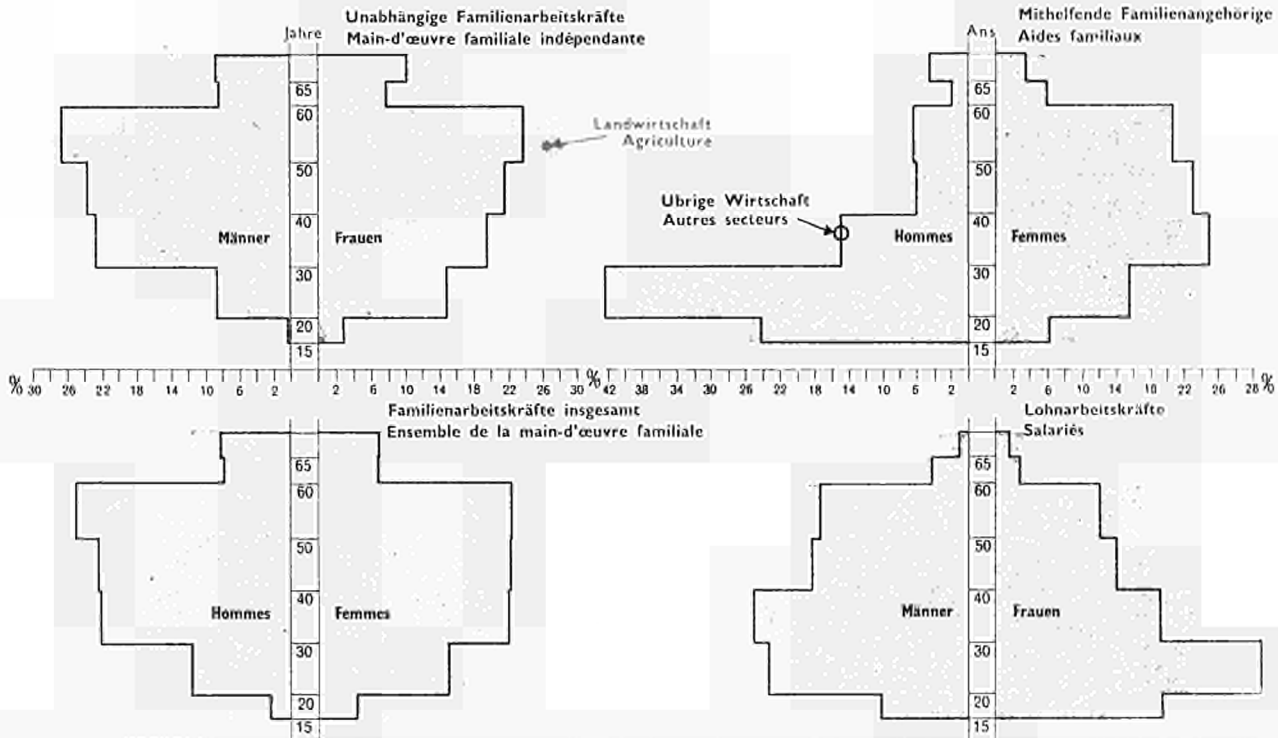 Unabhängige Familienarbeitskräfte
Main-d'œuvre familiale indépendante
Jahre
65
60
50
40
30
20
15
Männer
Frauen
Landwirtschaft
Agriculture
Mithelfende Familienangehörige
Aides familiaux
Ans
65
60
50
40
30
20
15
Ubrige Wirtschaft
Autres secteurs
Hommes
Femmes
% 30 26 22 18 14 10 6 2 2 6 10 14 18 22 26 30 % 42 38 34 30 26 22 18 14 10 6 2 2 6 10 14 18 22 28 %
Familienarbeitskräfte insgesamt
Ensemble de la main-d'œuvre familiale
65
60
50
40
30
20
15
Hommes
Femmes
Lohnarbeitskräfte
Salariés
65
60
50
40
30
20
15
Männer
Frauen